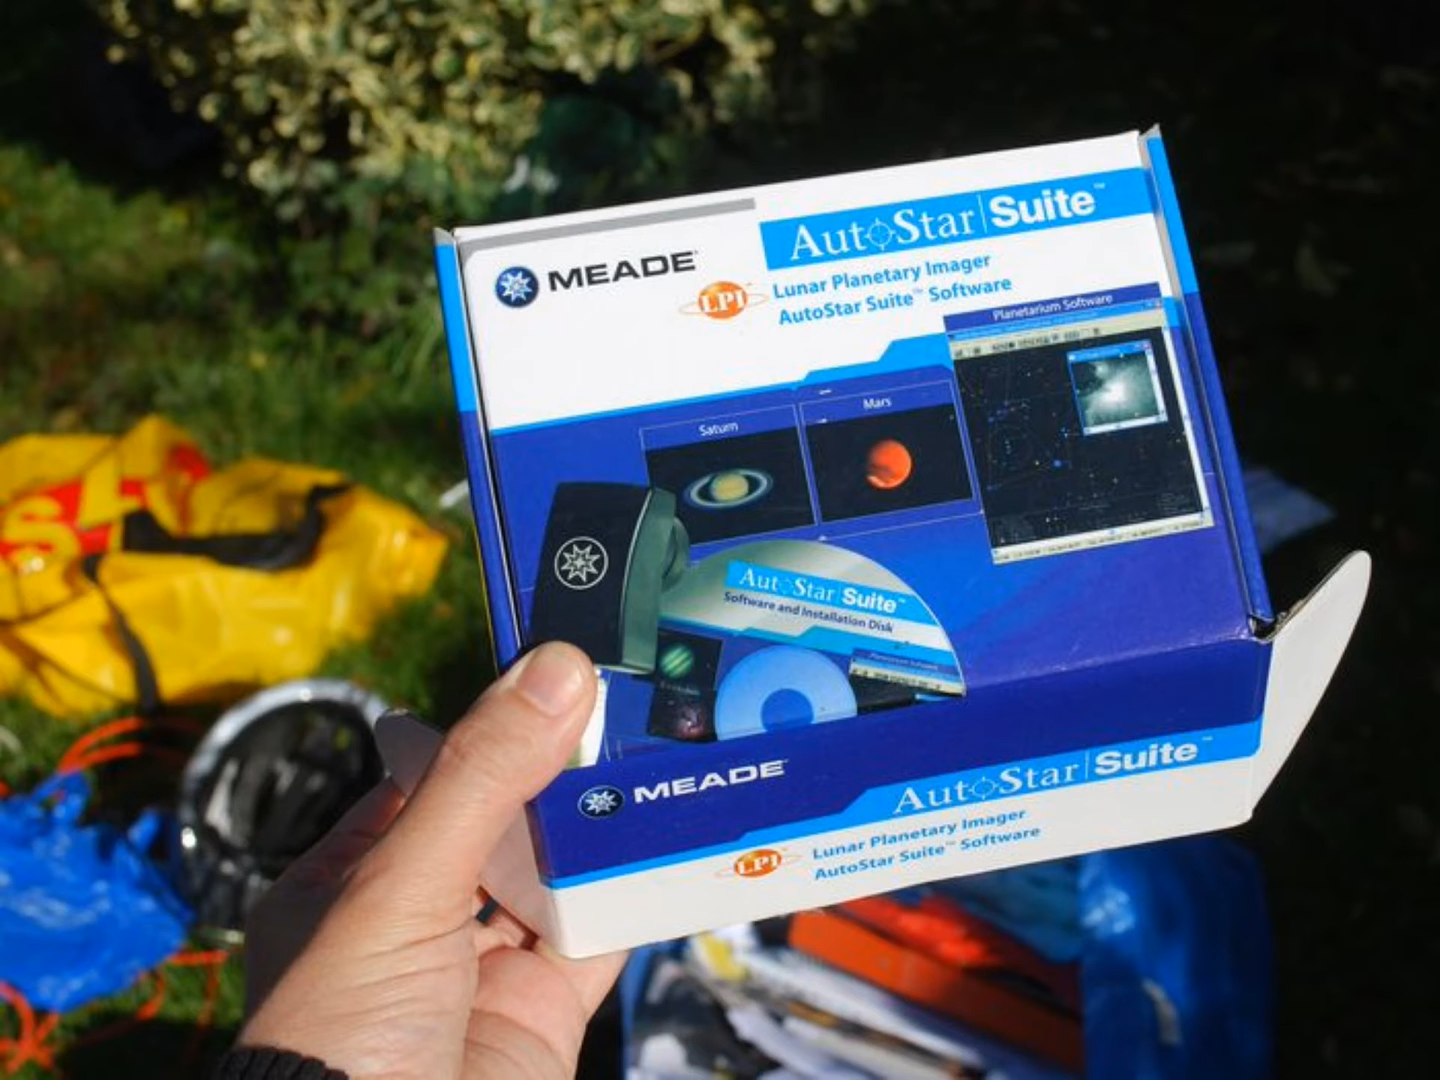 MEADE
AutoStar Suite™
LPI
Lunar Planetary Imager
AutoStar Suite™ Software
Planetarium Software
Saturn
Mars
AutoStar Suite™
Software and Installation Disk
MEADE
AutoStar Suite™
LPI
Lunar Planetary Imager
AutoStar Suite™ Software
S